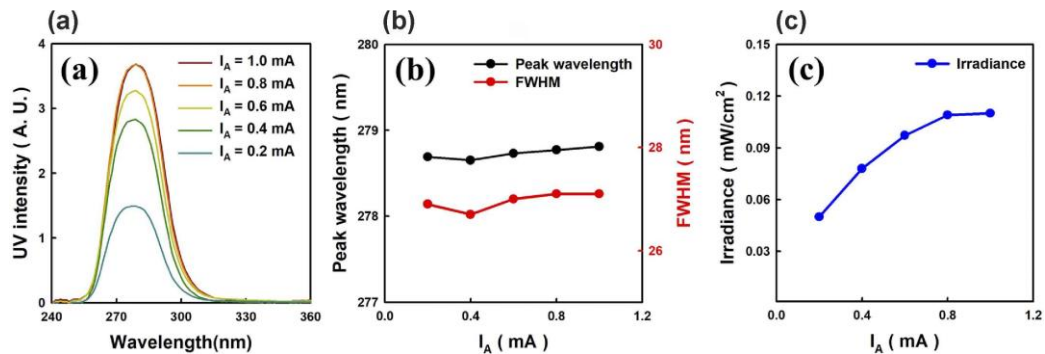 (a)
(a)
UV intensity ( A. U. )
4
3
2
1
0
240
270
300
330
360
Wavelength(nm)
I_A = 1.0 mA
I_A = 0.8 mA
I_A = 0.6 mA
I_A = 0.4 mA
I_A = 0.2 mA
(b)
(b)
Peak wavelength ( nm )
280
279
278
277
0.0
0.4
0.8
1.2
I_A ( mA )
Peak wavelength
FWHM
30
28
26
FWHM ( nm )
(c)
(c)
Irradiance ( mW/cm² )
0.15
0.12
0.09
0.06
0.03
0.0
0.4
0.8
1.2
I_A ( mA )
Irradiance